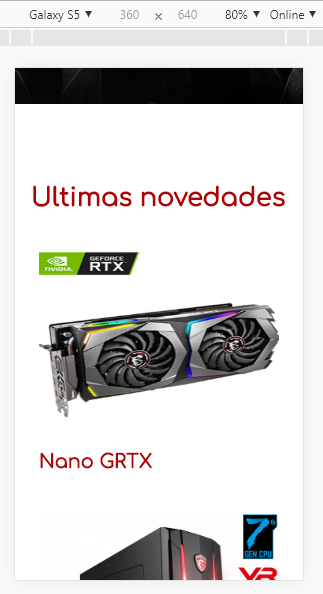 Galaxy S5 ▼ 360 × 640 80% ▼ Online ▼
Ultimas novedades
NVIDIA. GEFORCE RTX
Nano GRTX
7th
GEN CPU
VR